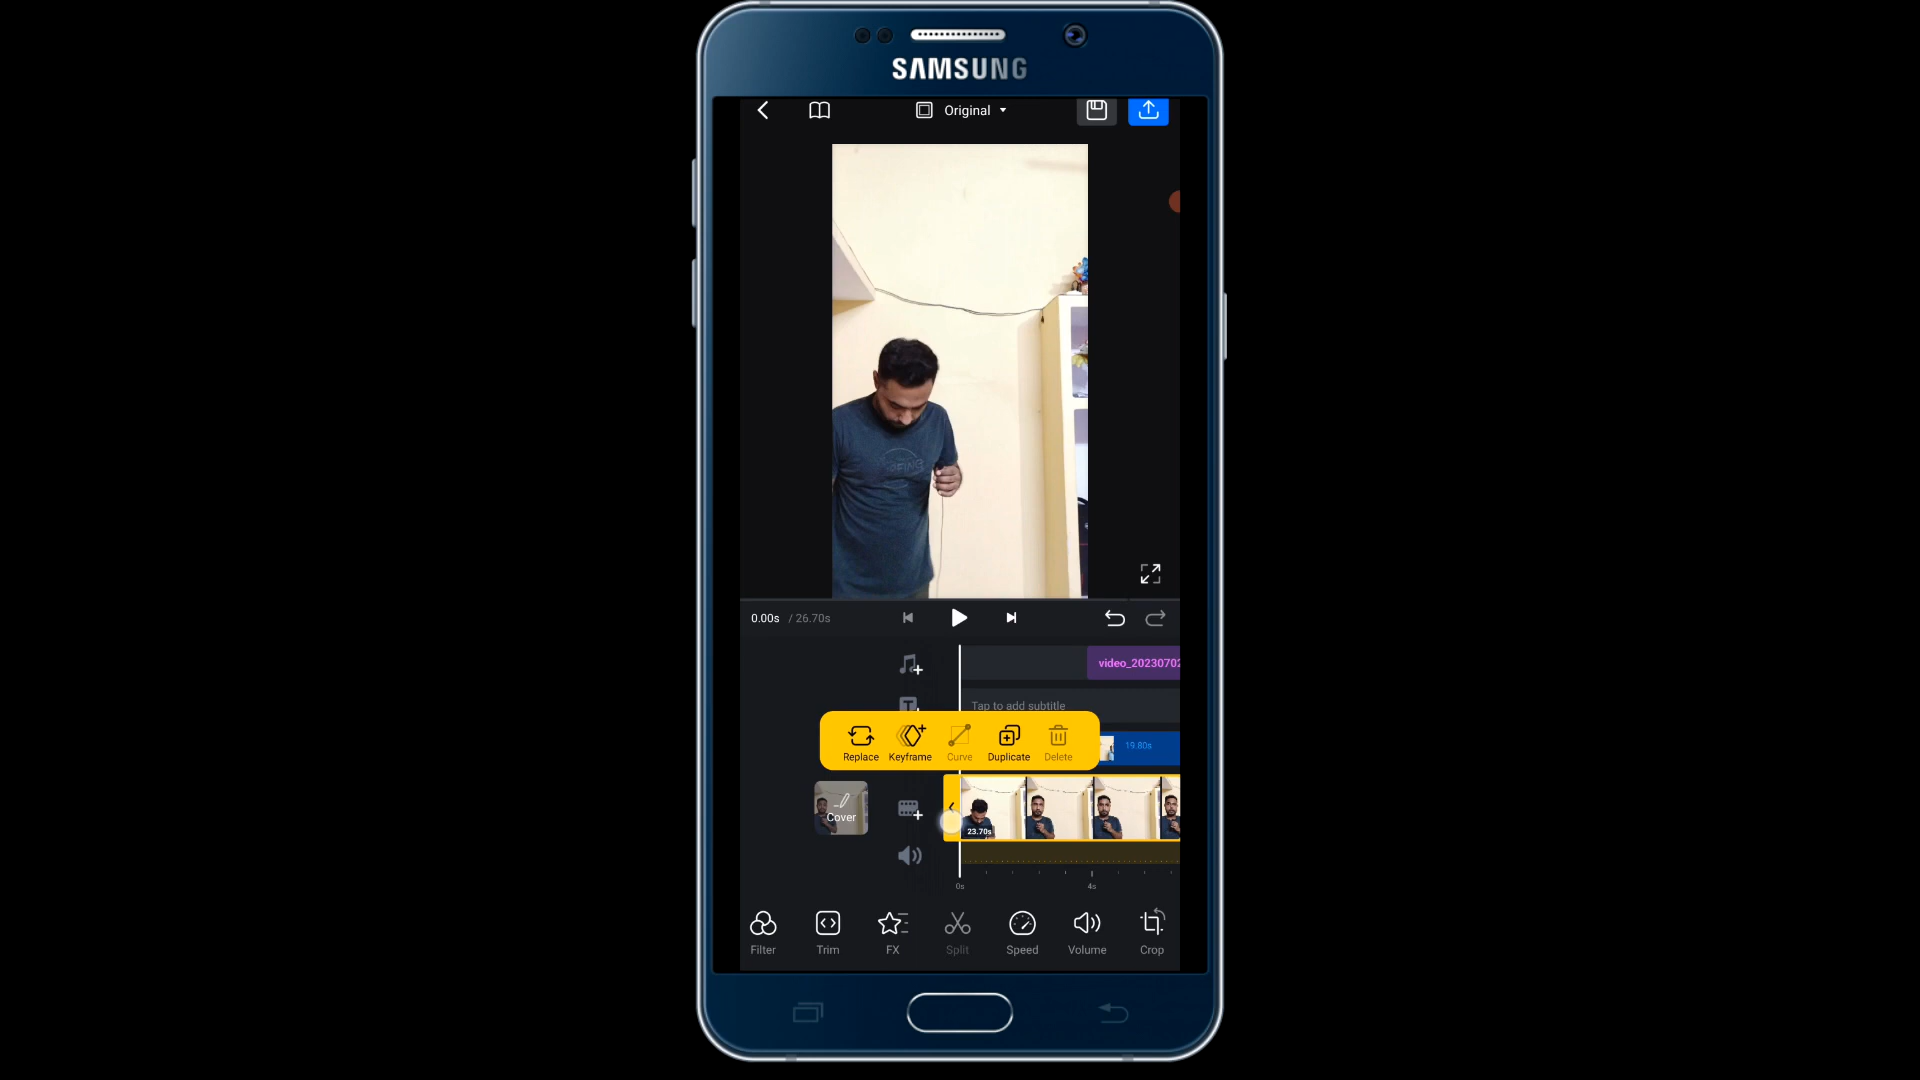 SAMSUNG
Original
0.00s / 26.70s
video_2023070
Tap to add subtitle
Replace Keyframe Curve Duplicate Delete
19.80s
Cover
23.70s
0s 4s
Filter Trim FX Split Speed Volume Crop